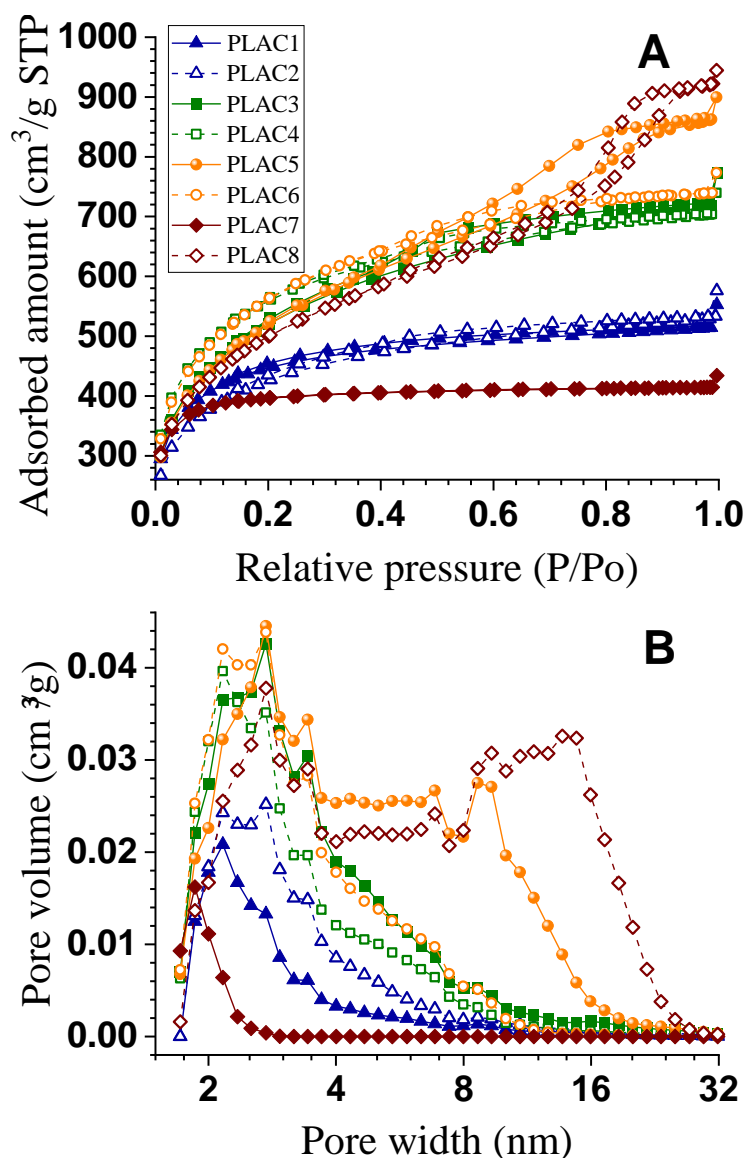 A
PLAC1
PLAC2
PLAC3
PLAC4
PLAC5
PLAC6
PLAC7
PLAC8
1000
900
800
700
600
500
400
300
Adsorbed amount (cm³/g STP
0.0 0.2 0.4 0.6 0.8 1.0
Relative pressure (P/Po)
B
0.04
0.03
0.02
0.01
0.00
Pore volume (cm³/g)
2 4 8 16 32
Pore width (nm)